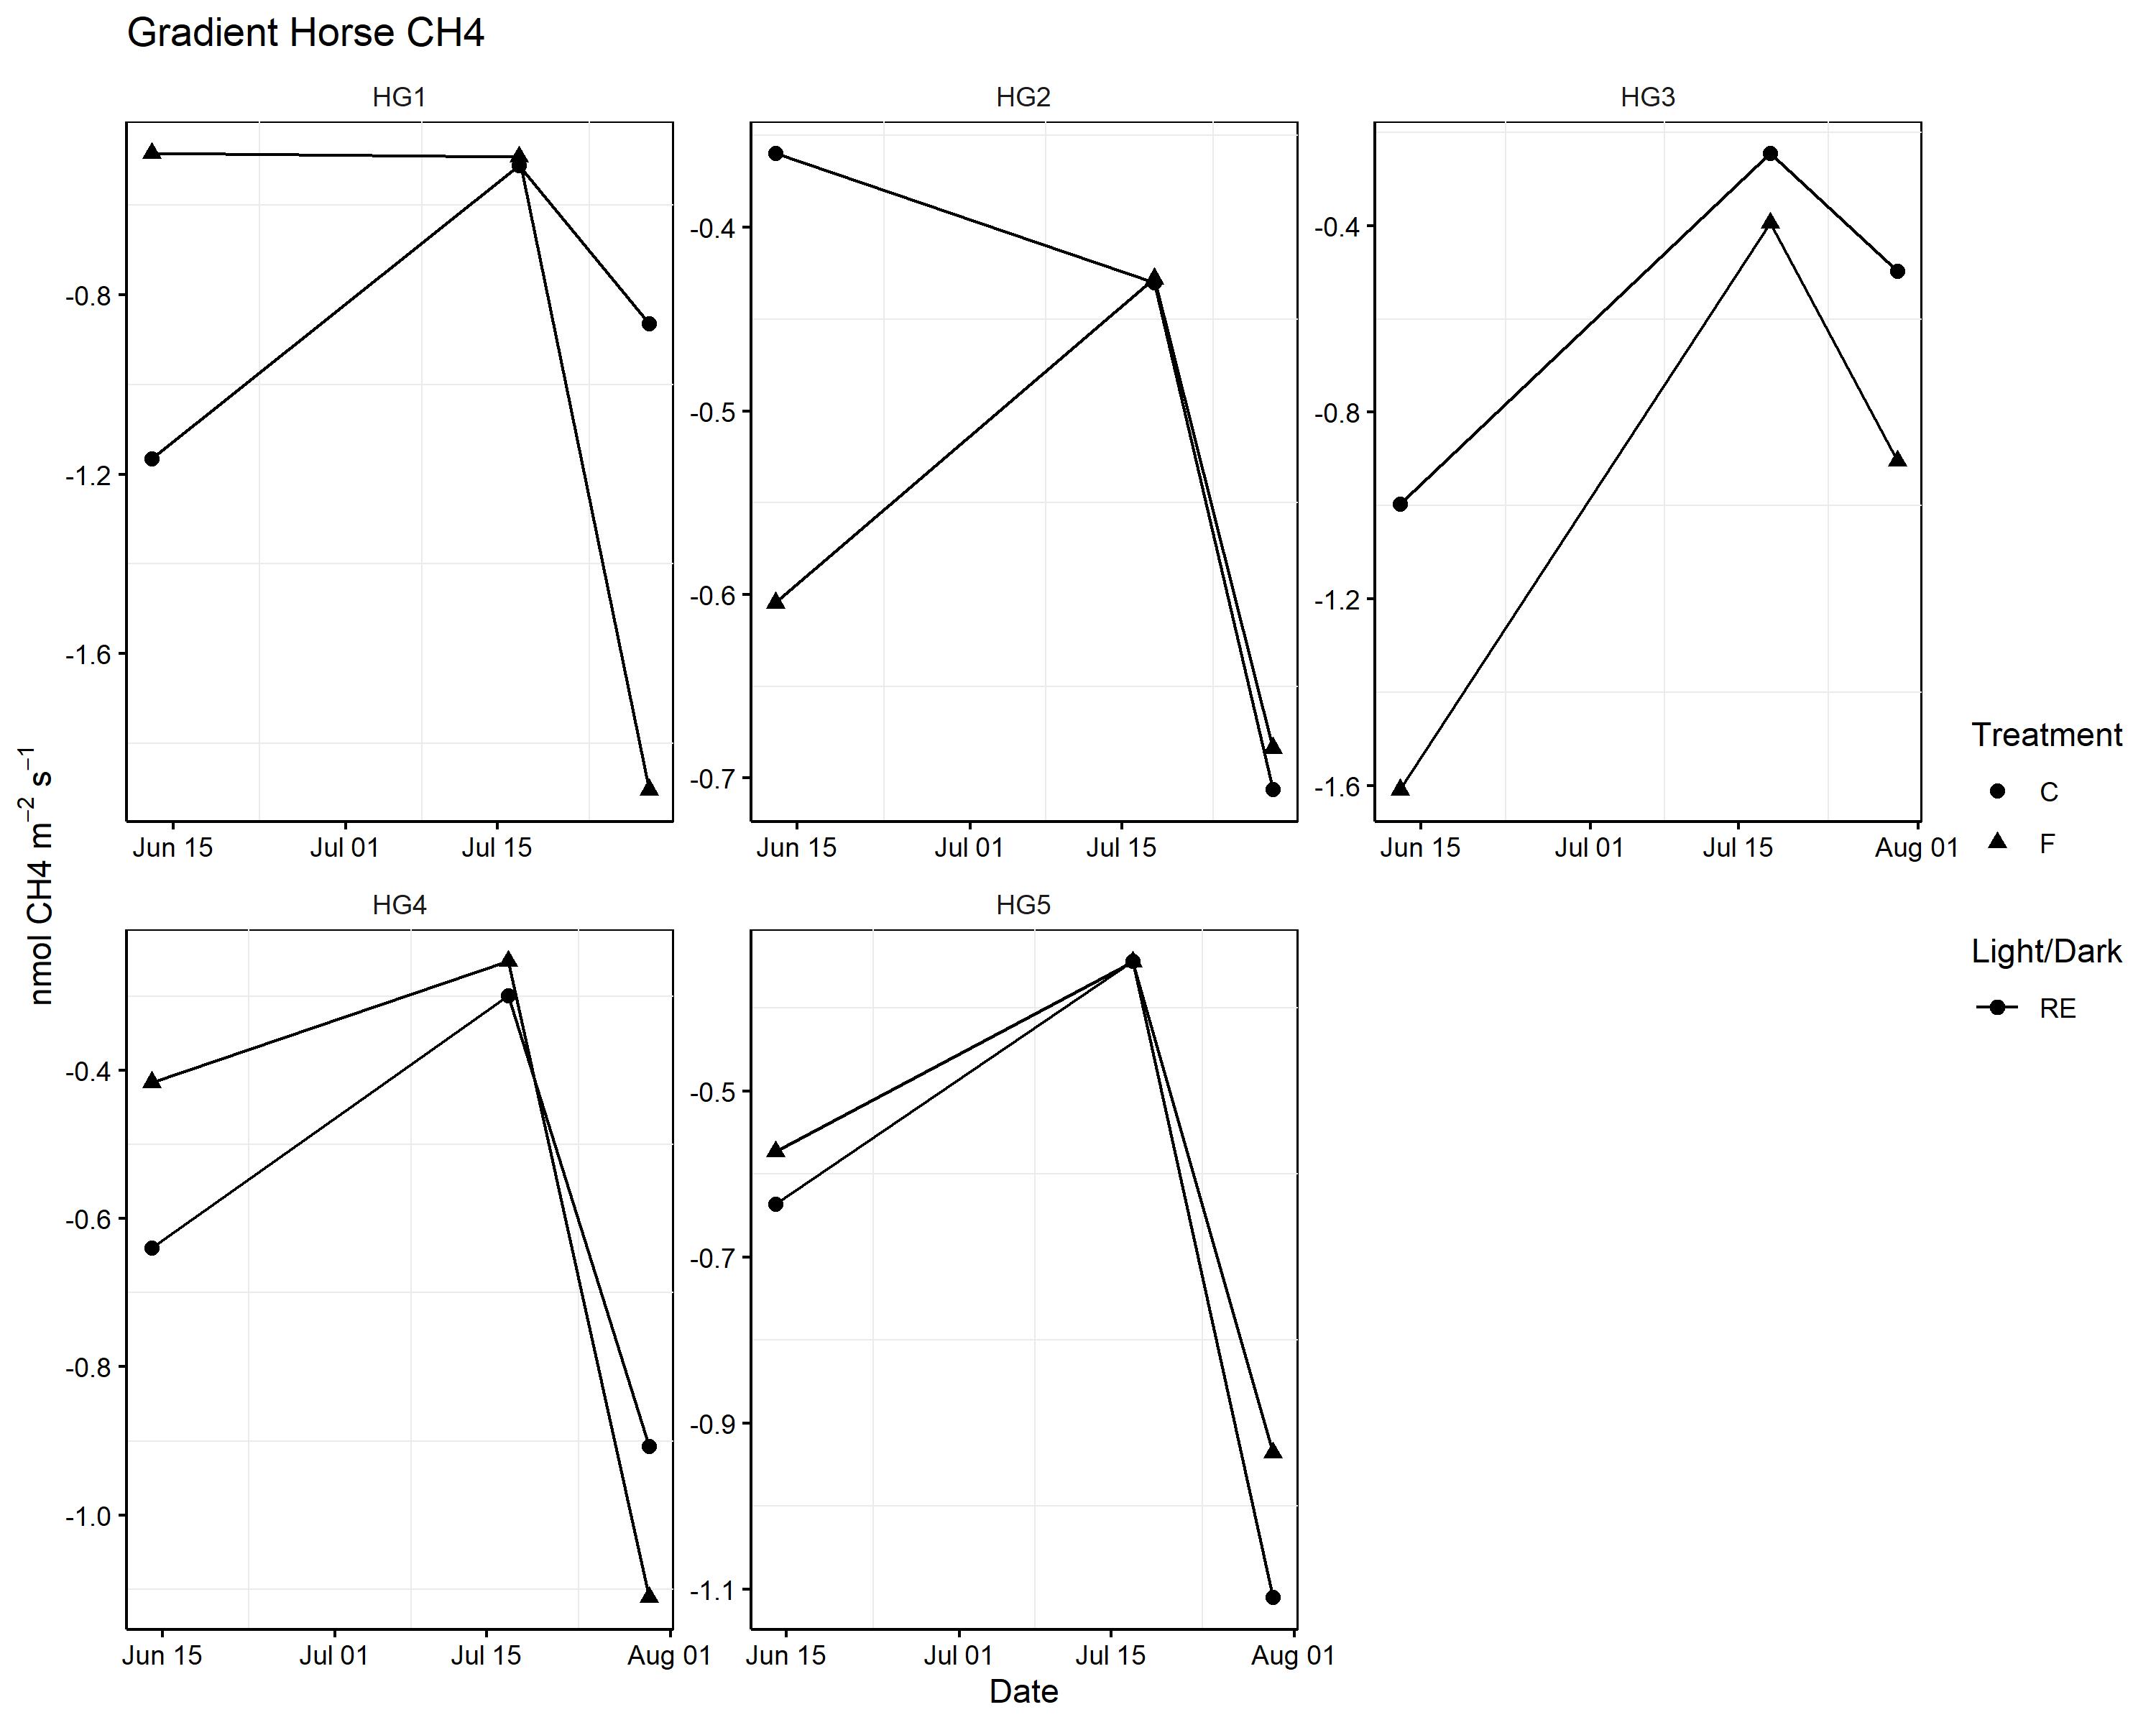 Gradient Horse CH4
HG1
HG2
HG3
-0.8
-1.2
-1.6
-0.4
-0.5
-0.6
-0.7
-0.4
-0.8
-1.2
-1.6
Jun 15
Jul 01
Jul 15
Jun 15
Jul 01
Jul 15
Jun 15
Jul 01
Jul 15
Aug 01
HG4
HG5
-0.4
-0.6
-0.8
-1.0
-0.5
-0.7
-0.9
-1.1
Jun 15
Jul 01
Jul 15
Aug 01
Jun 15
Jul 01
Jul 15
Aug 01
nmol CH4 m⁻² s⁻¹
Date
Treatment
C
F
Light/Dark
RE